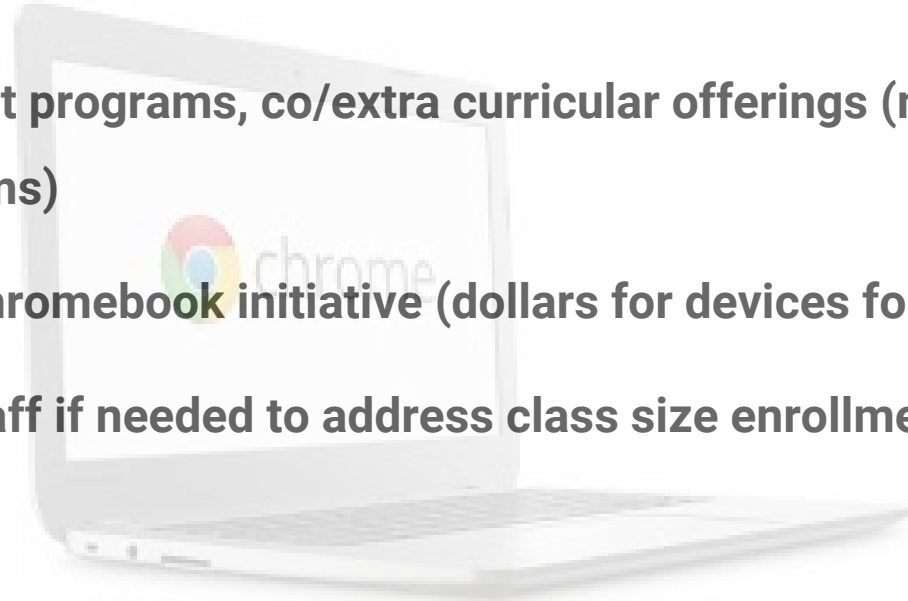 t programs, co/extra curricular offerings (
ns)
chrome
hromebook initiative (dollars for devices fo
aff if needed to address class size enrollme